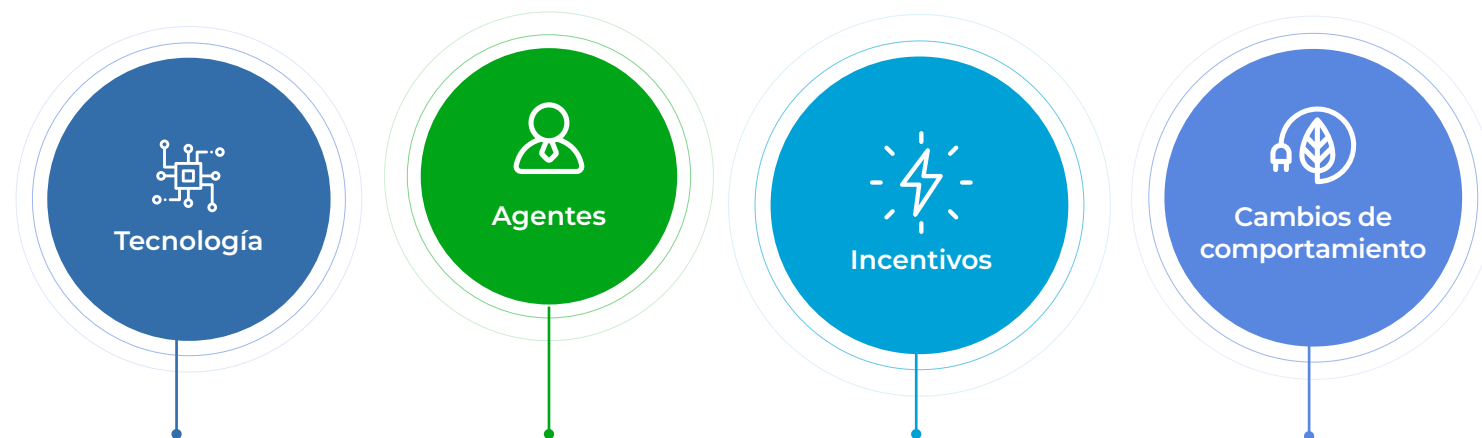 Tecnología
Agentes
Incentivos
Cambios de
comportamiento